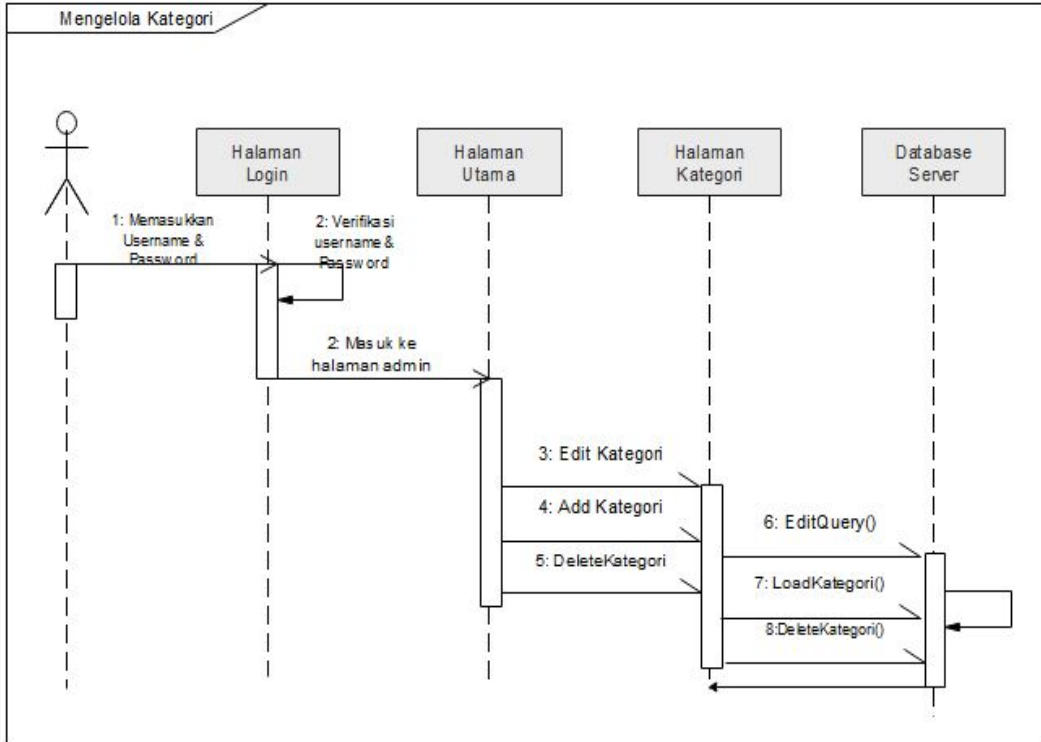 Mengelola Kategori
Halaman
Login
Halaman
Utama
Halaman
Kategori
Database
Server
1: Memasukkan
Username &
Password
2: Verifikasi
username &
Password
2: Masuk ke
halaman admin
3: Edit Kategori
4: Add Kategori
5: DeleteKategori
6: EditQuery()
7: LoadKategori()
8:DeleteKategori()